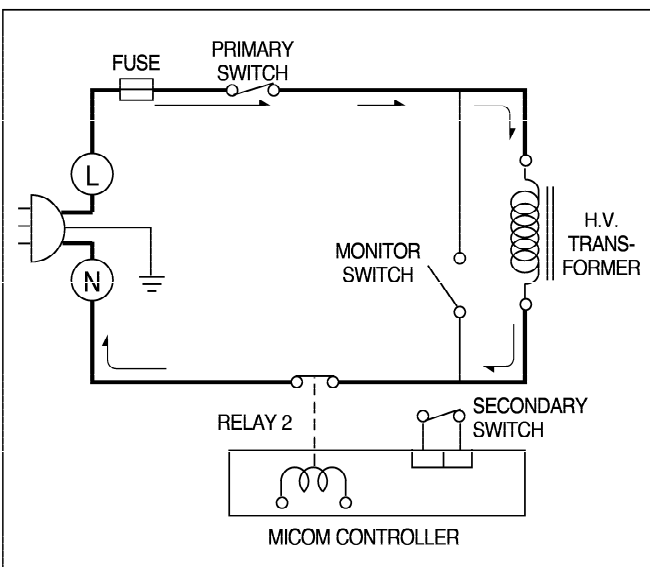 FUSE
PRIMARY
SWITCH
L
H.V.
TRANS-
FORMER
MONITOR
SWITCH
N
RELAY 2
SECONDARY
SWITCH
MICOM CONTROLLER